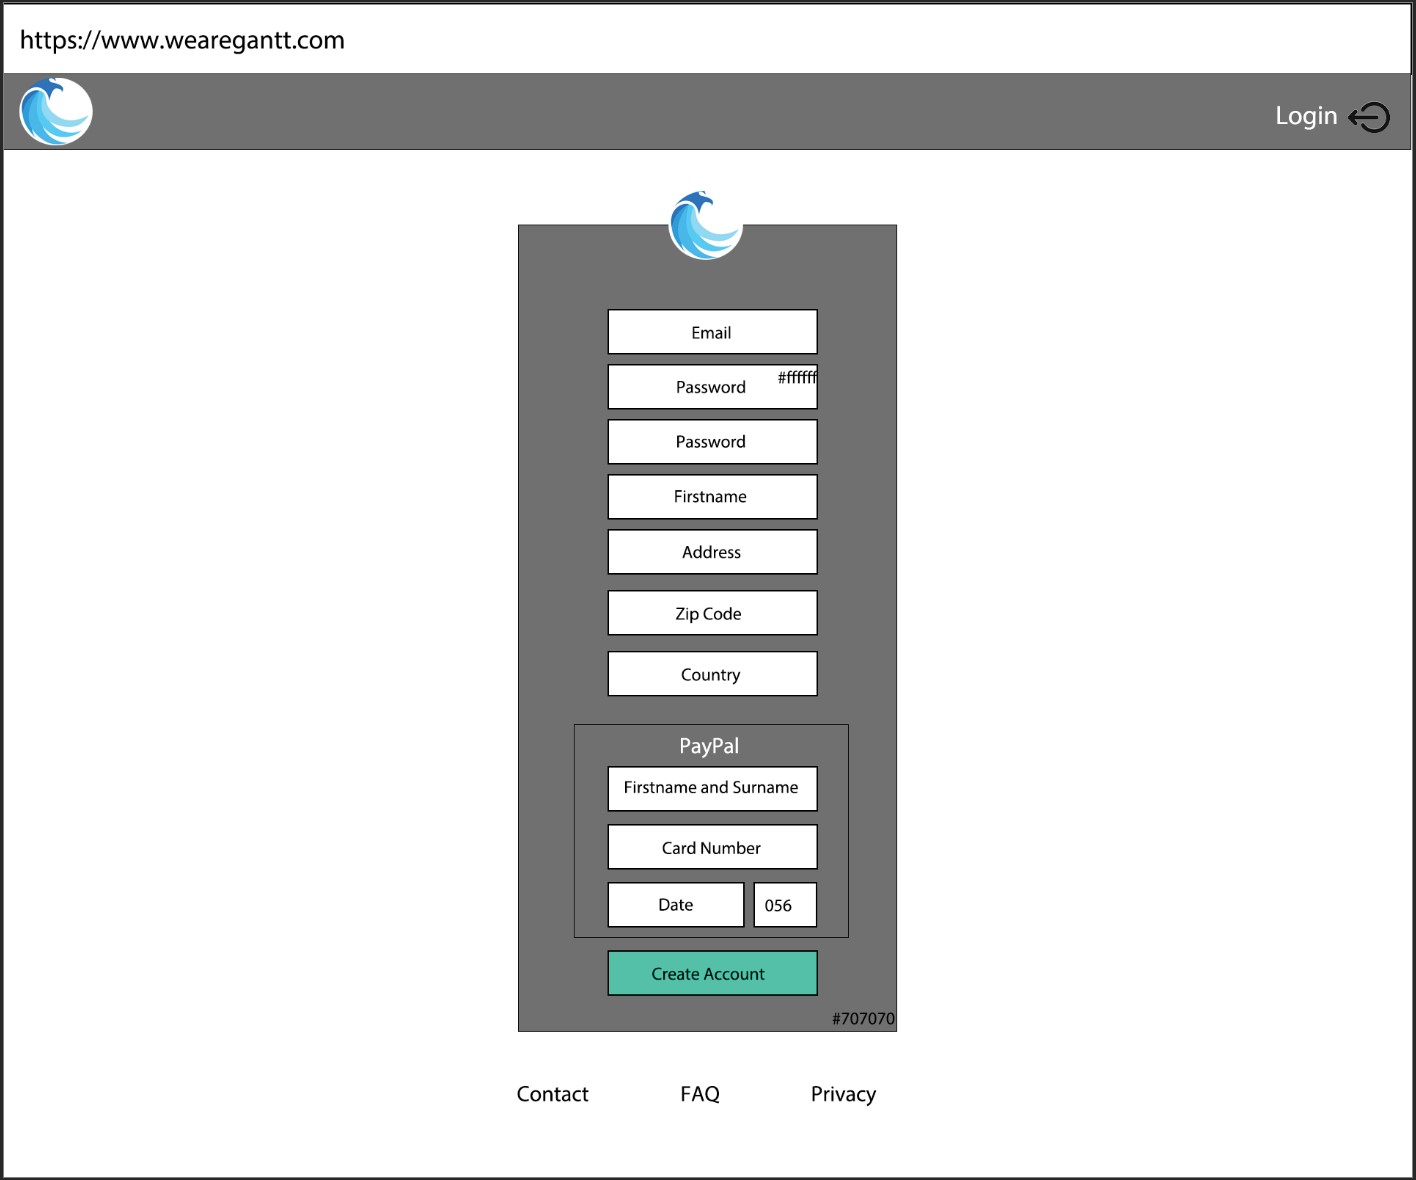 https://www.wearegantt.com
Login
Email
#ffffff
Password
Password
Firstname
Address
Zip Code
Country
PayPal
Firstname and Surname
Card Number
Date 056
Create Account
#707070
Contact FAQ Privacy